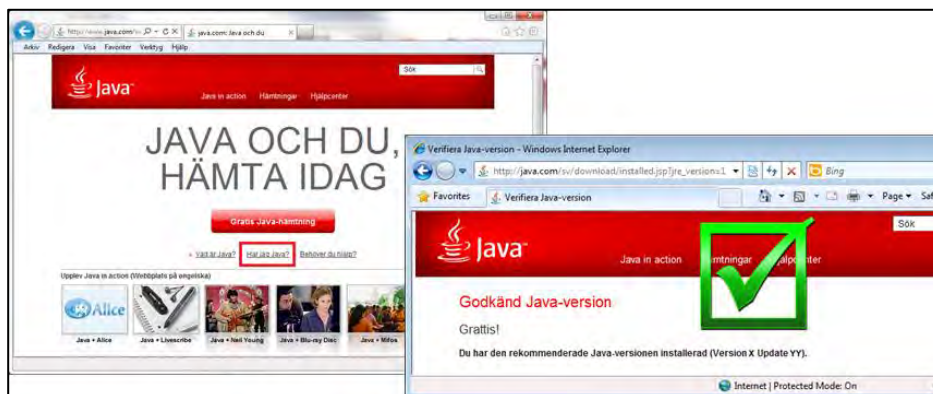 http://www.java.com/sv
java.com: Java och du
Arkiv Redigera Visa Favoriter Verktyg Hjälp
Sök
Java
Java in action Hämtningar Hjälpcenter
JAVA OCH DU,
HÄMTA IDAG
Gratis Java-hämtning
Vad är Java? Har jag Java? Behöver du hjälp?
Upplev Java in action (Webbplats på engelska)
Alice
Java + Alice Java + Livescribe Java + Neil Young Java + Blu-ray Disc Java + Mifos
Verifiera Java-version - Windows Internet Explorer
http://java.com/sv/download/installed.jsp?jre_version=1
Bing
Favorites Verifiera Java-version Page
Sök
Java
Java in action
Godkänd Java-version
Grattis!
Du har den rekommenderade Java-versionen installerad (Version X Update YY).
Internet | Protected Mode: On